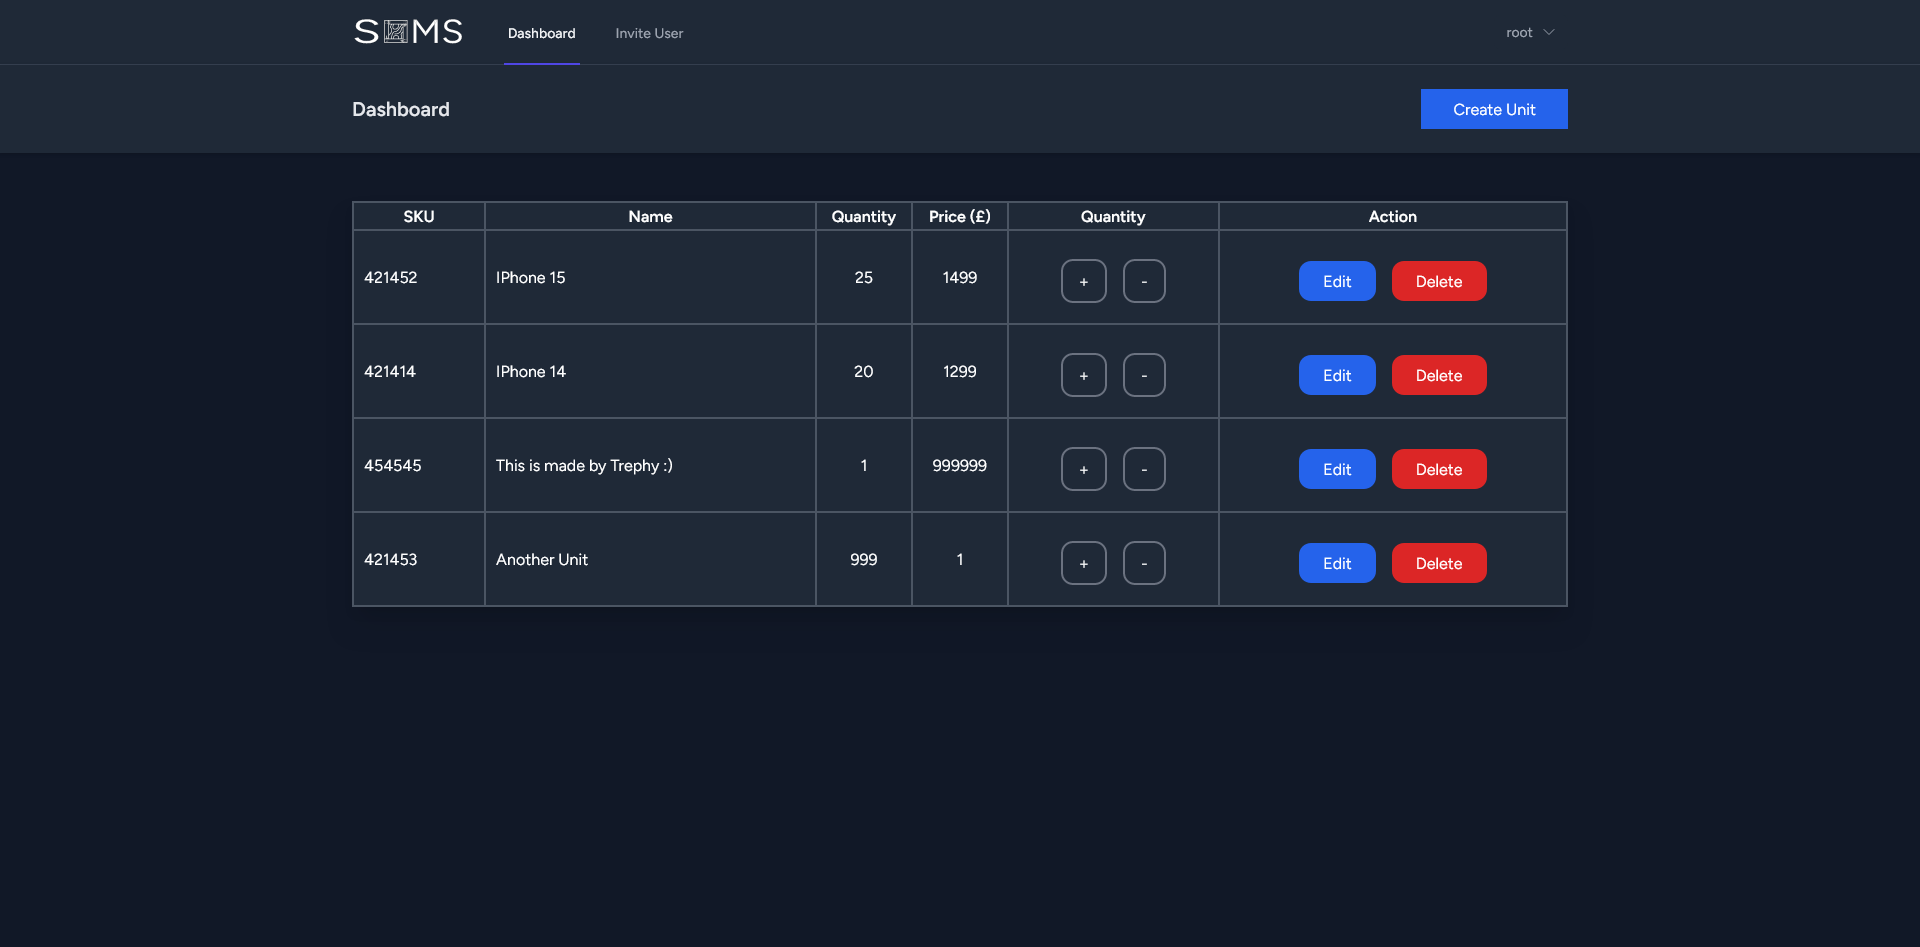 SOMS Dashboard Invite User root
Dashboard Create Unit
SKU Name Quantity Price (£) Quantity Action
421452 IPhone 15 25 1499 + - Edit Delete
421414 IPhone 14 20 1299 + - Edit Delete
454545 This is made by Trephy :) 1 999999 + - Edit Delete
421453 Another Unit 999 1 + - Edit Delete